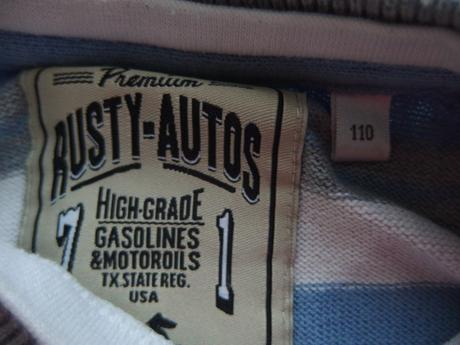 Premium
RUSTY-AUTOS
HIGH-GRADE
7 1
GASOLINES
&MOTOROILS
TX.STATE REG.
USA
110